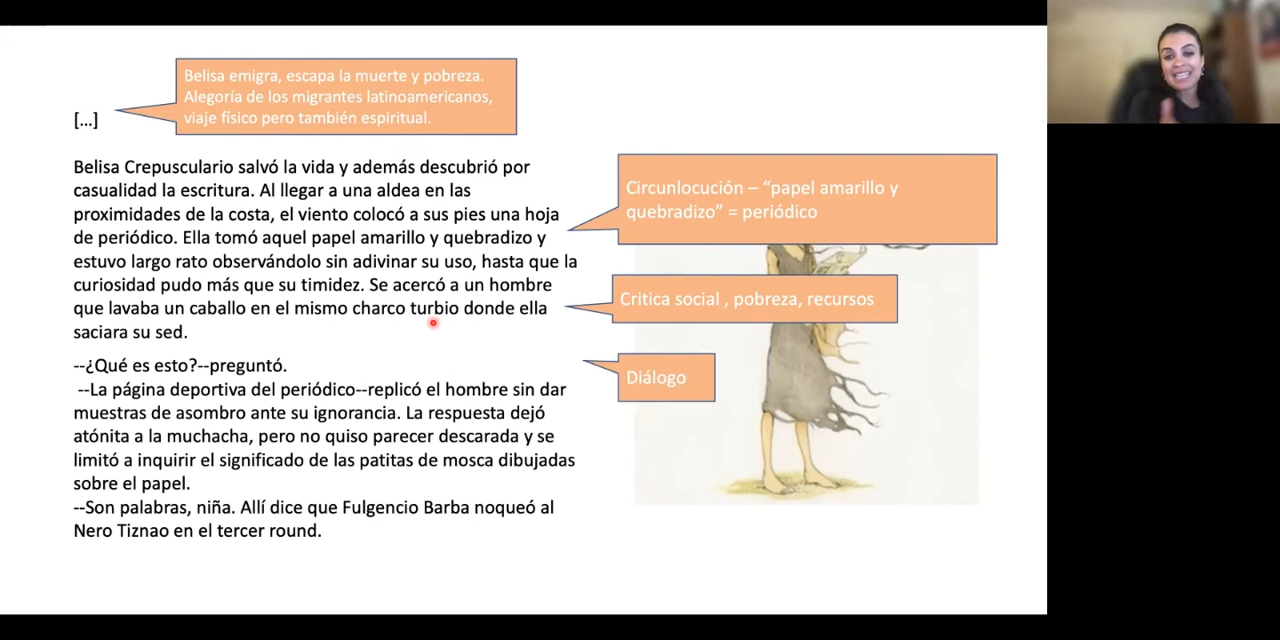 Belisa emigra, escapa la muerte y pobreza.
Alegoría de los migrantes latinoamericanos,
viaje físico pero también espiritual.
[...]
Belisa Crepusculario salvó la vida y además descubrió por
casualidad la escritura. Al llegar a una aldea en las
proximidades de la costa, el viento colocó a sus pies una hoja
de periódico. Ella tomó aquel papel amarillo y quebradizo y
estuvo largo rato observándolo sin adivinar su uso, hasta que la
curiosidad pudo más que su timidez. Se acercó a un hombre
que lavaba un caballo en el mismo charco turbio donde ella
saciara su sed.
Circunlocución – “papel amarillo y
quebradizo” = periódico
Critica social , pobreza, recursos
--¿Qué es esto?--preguntó.
--La página deportiva del periódico--replicó el hombre sin dar
muestras de asombro ante su ignorancia. La respuesta dejó
atónita a la muchacha, pero no quiso parecer descarada y se
limitó a inquirir el significado de las patitas de mosca dibujadas
sobre el papel.
--Son palabras, niña. Allí dice que Fulgencio Barba noqueó al
Nero Tiznao en el tercer round.
Diálogo